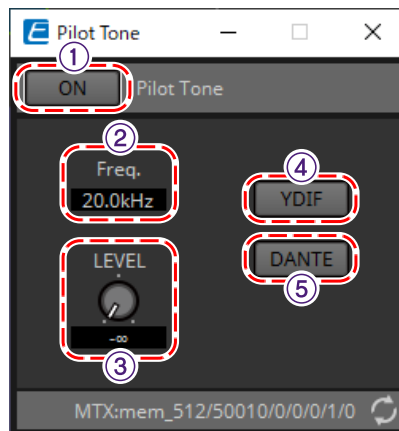 Pilot Tone
①
ON Pilot Tone
②
Freq.
20.0kHz
④
YDIF
LEVEL
-∞
③
DANTE
⑤
MTX:mem_512/50010/0/0/0/1/0